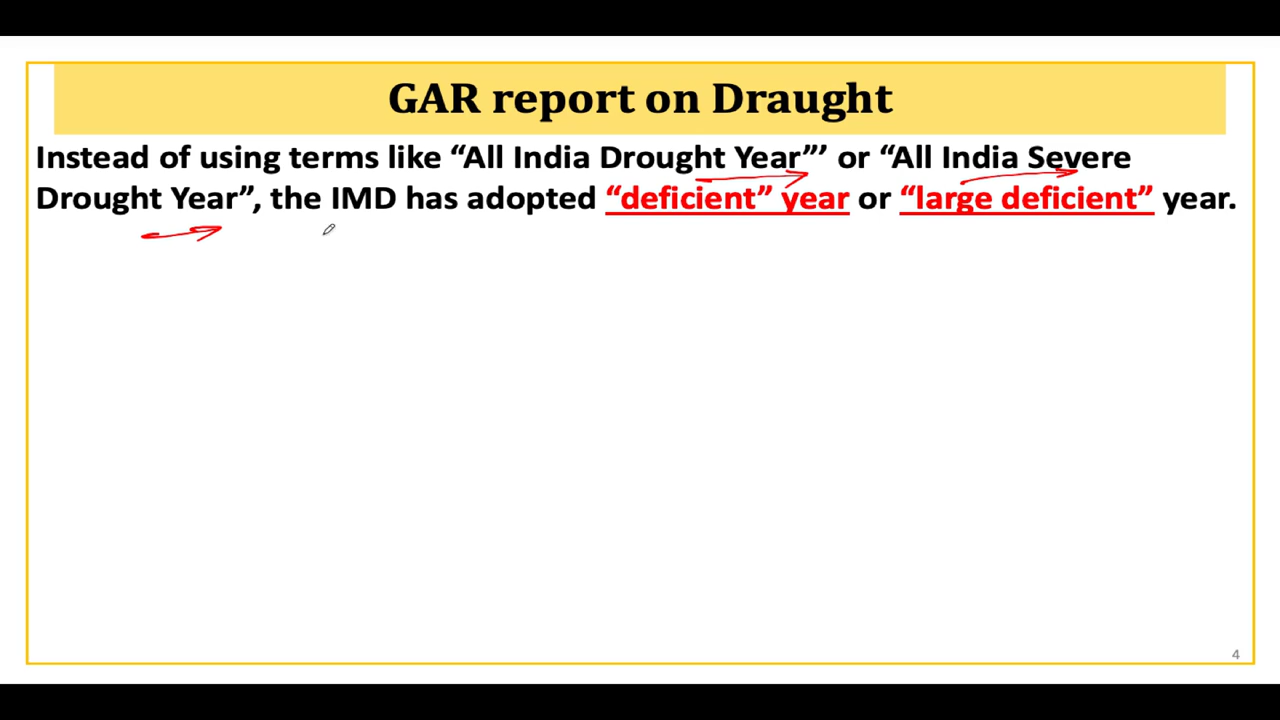 GAR report on Draught
Instead of using terms like “All India Drought Year”’ or “All India Severe
Drought Year”, the IMD has adopted “deficient” year or “large deficient” year.
4